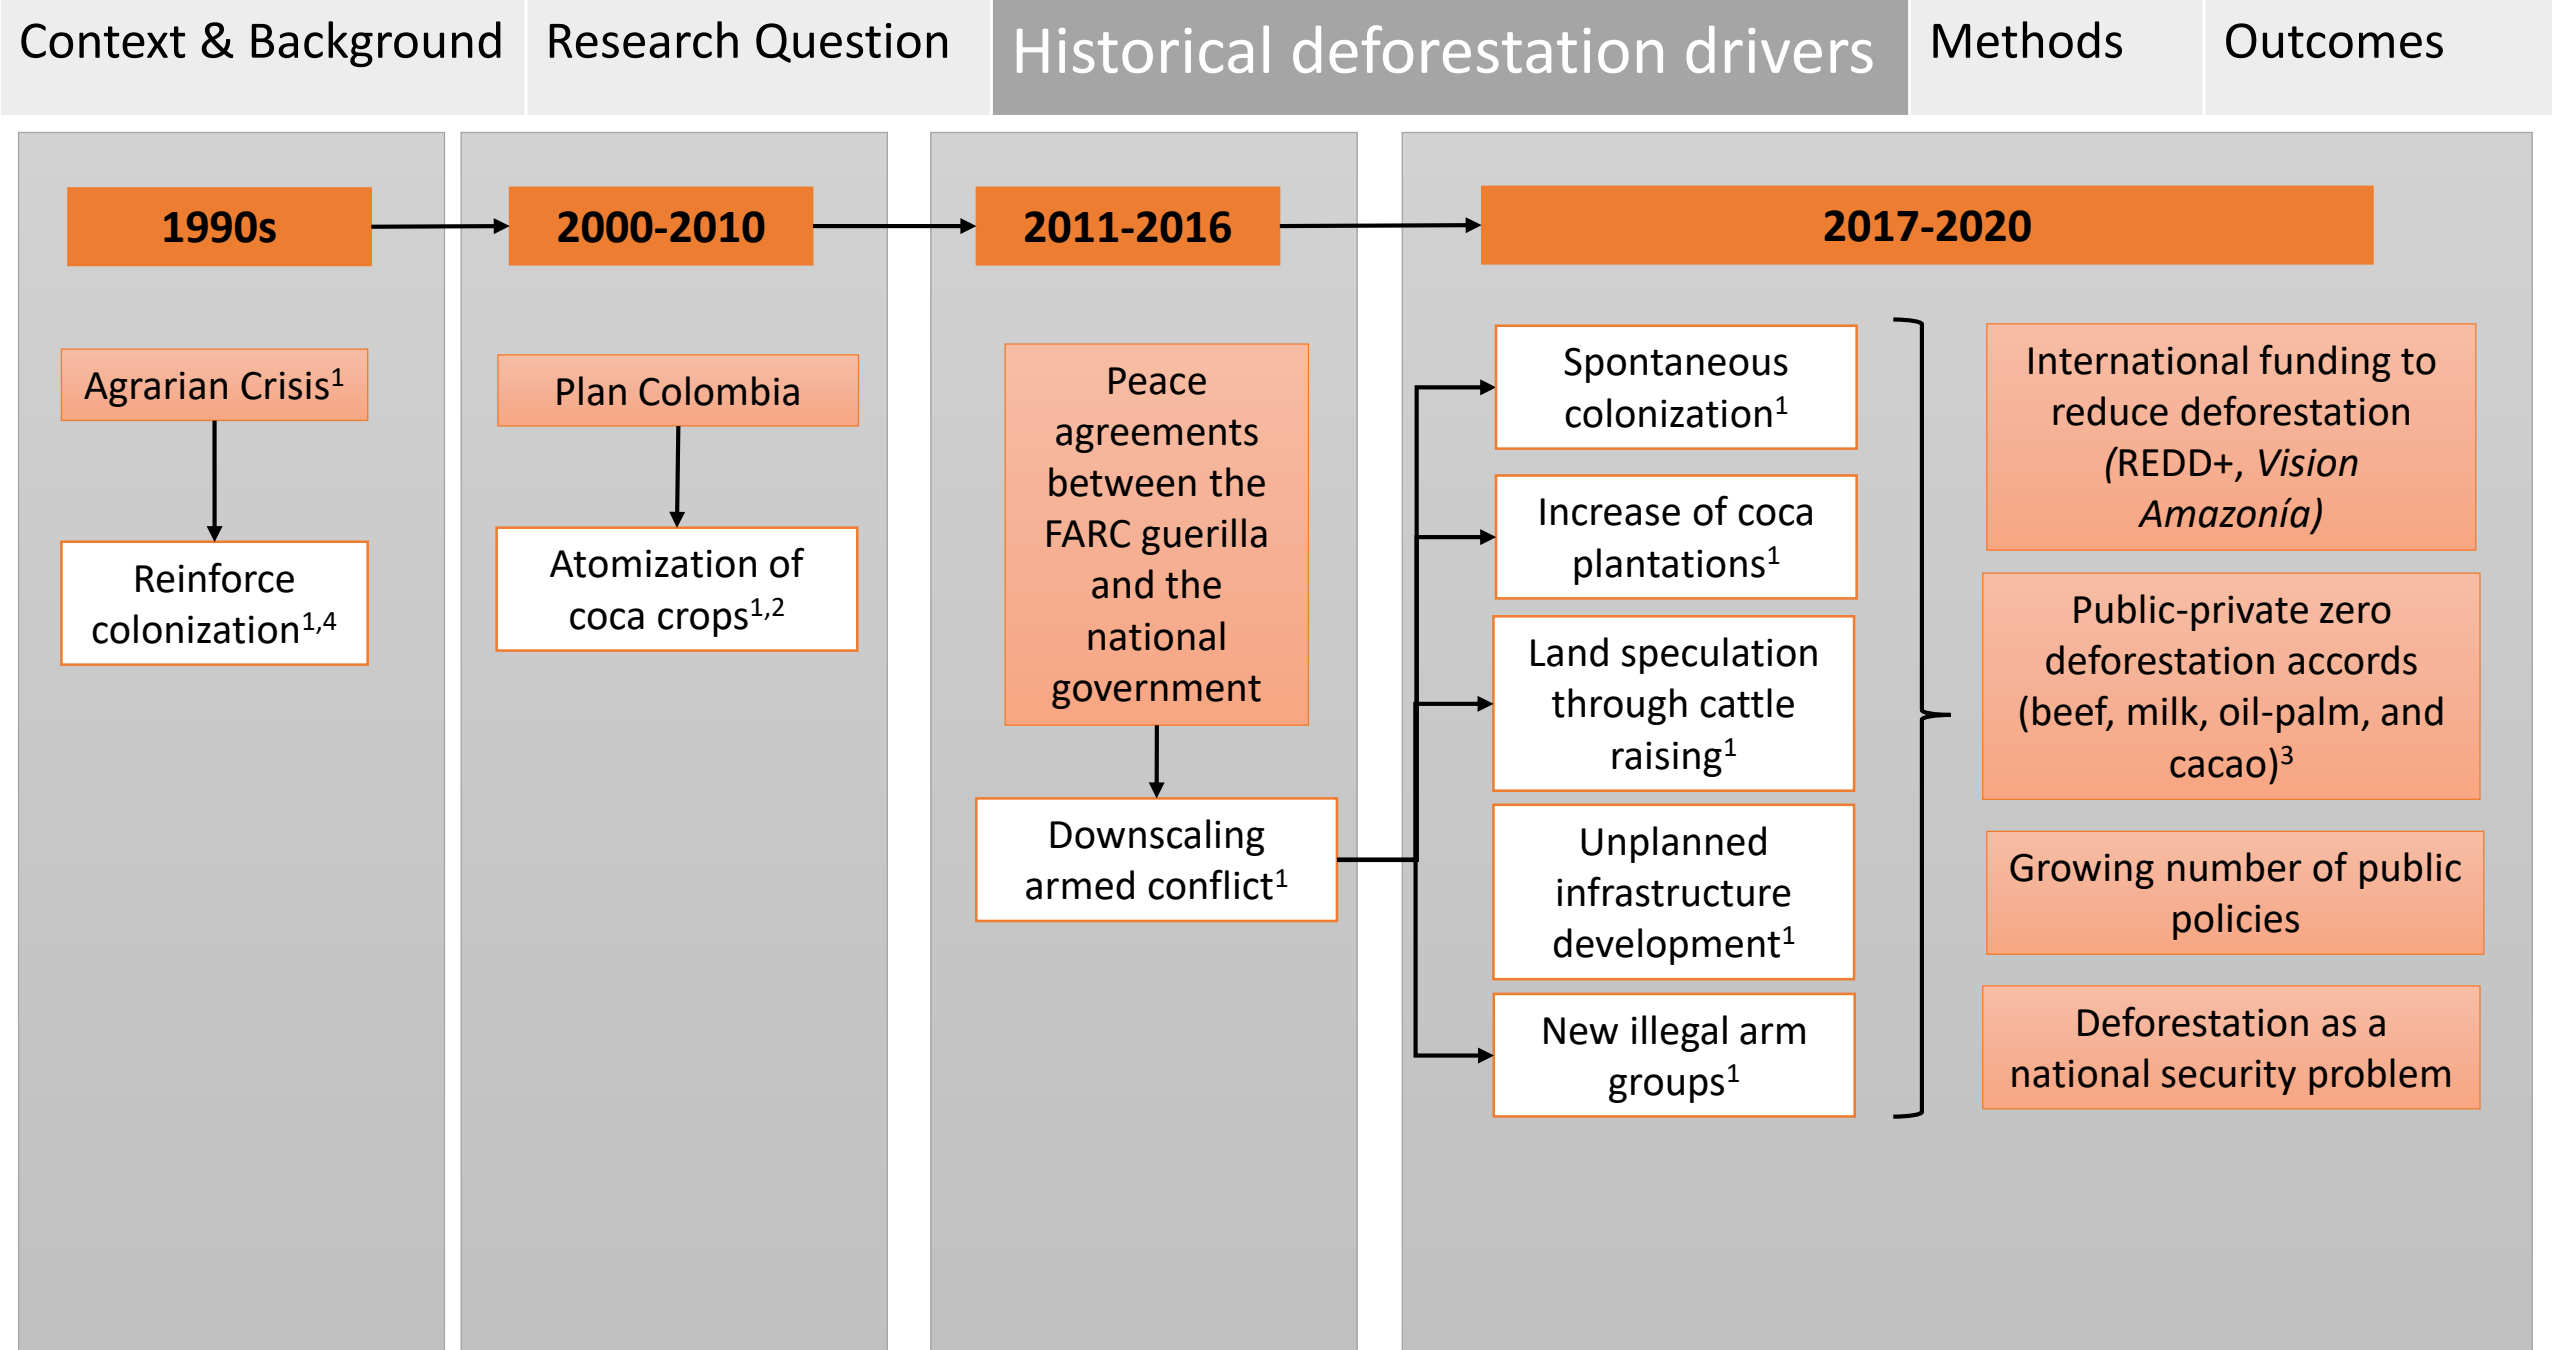 Context & Background
Research Question
Historical deforestation drivers
Methods
Outcomes
1990s
2000-2010
2011-2016
2017-2020
Agrarian Crisis¹
Reinforce
colonization¹,⁴
Plan Colombia
Atomization of
coca crops¹,²
Peace
agreements
between the
FARC guerilla
and the
national
government
Downscaling
armed conflict¹
Spontaneous
colonization¹
Increase of coca
plantations¹
Land speculation
through cattle
raising¹
Unplanned
infrastructure
development¹
New illegal arm
groups¹
International funding to
reduce deforestation
(REDD+, Vision
Amazonía)
Public-private zero
deforestation accords
(beef, milk, oil-palm, and
cacao)³
Growing number of public
policies
Deforestation as a
national security problem